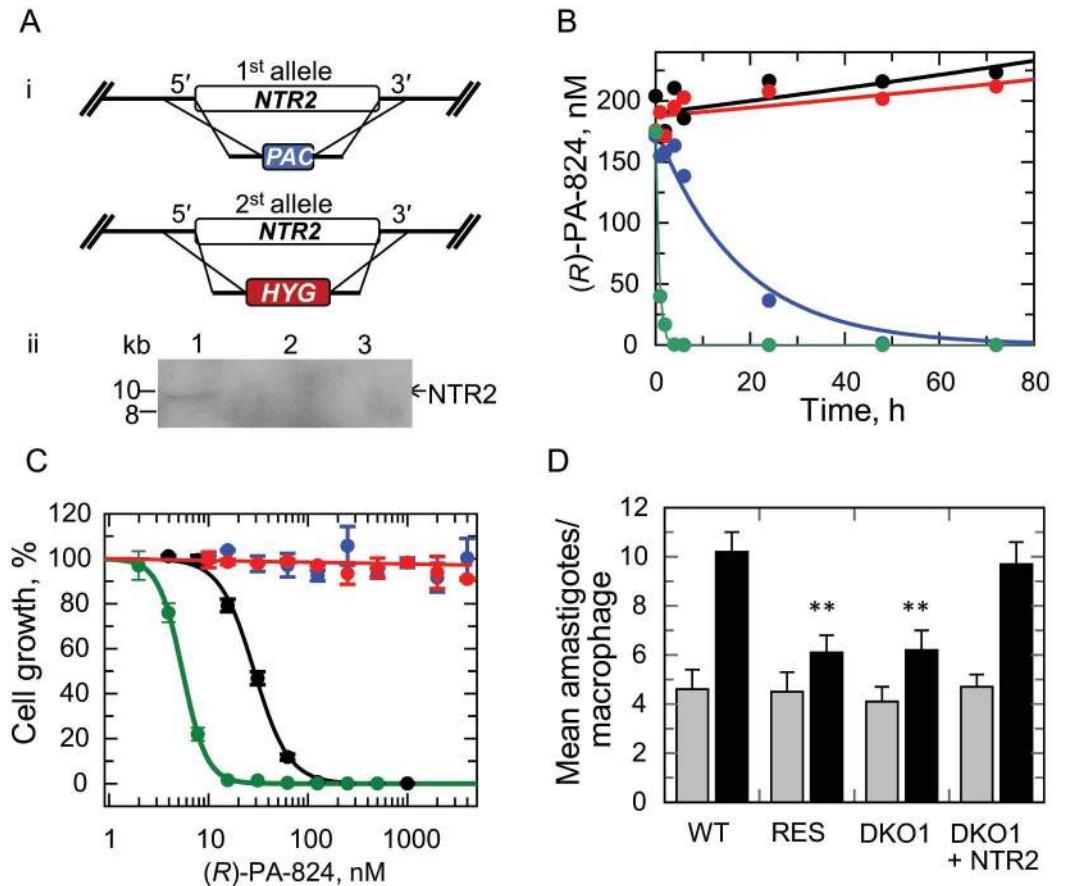 A
i
5′ 1st allele 3′
NTR2
PAC
5′ 2st allele 3′
NTR2
HYG
ii
kb 1 2 3
10
8
NTR2
B
(R)-PA-824, nM
200
150
100
50
0
0 20 40 60 80
Time, h
C
Cell growth, %
120
100
80
60
40
20
0
1 10 100 1000
(R)-PA-824, nM
D
Mean amastigotes/
macrophage
12
10
8
6
4
2
0
** **
WT RES DKO1 DKO1
+ NTR2